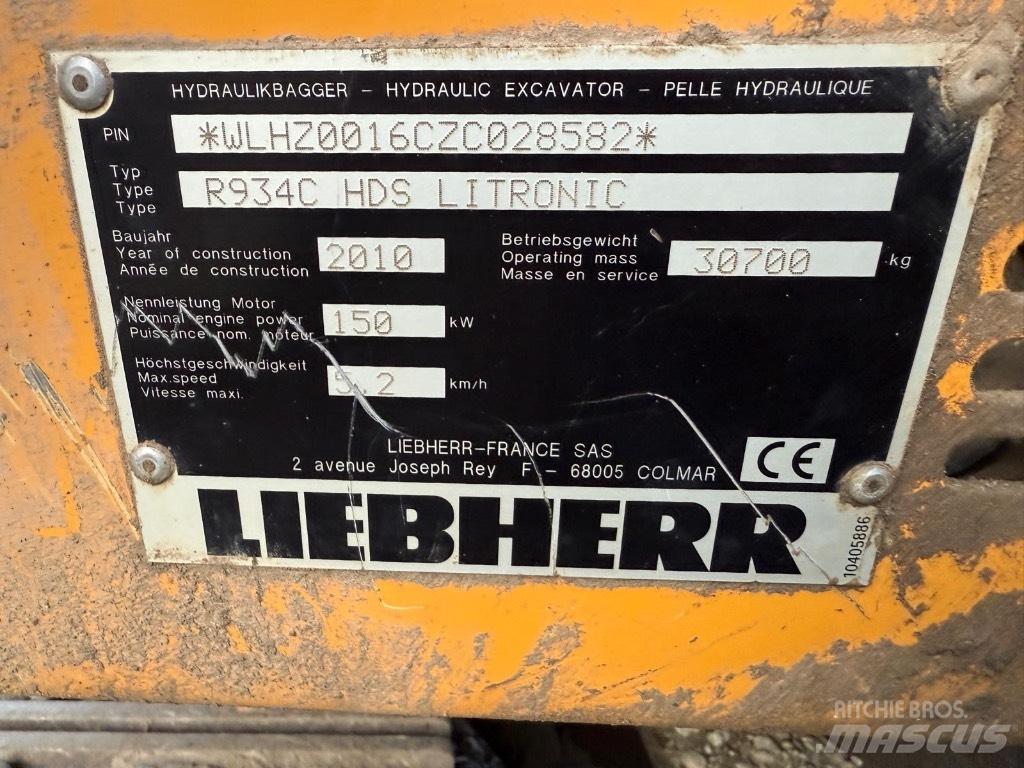 HYDRAULIKBAGGER – HYDRAULIC EXCAVATOR – PELLE HYDRAULIQUE
PIN *WLHZ0016CZC028582*
Typ
Type R934C HDS LITRONIC
Type
Baujahr
Year of construction 2010
Année de construction
Betriebsgewicht
Operating mass 30700 kg
Masse en service
Nennleistung Motor
Nominal engine power 150 kW
Puissance nom. moteur
Höchstgeschwindigkeit
Max.speed 5.2 km/h
Vitesse maxi.
LIEBHERR–FRANCE SAS
2 avenue Joseph Rey F – 68005 COLMAR
CE
LIEBHERR
10405886
RITCHIE BROS.
MASCUS